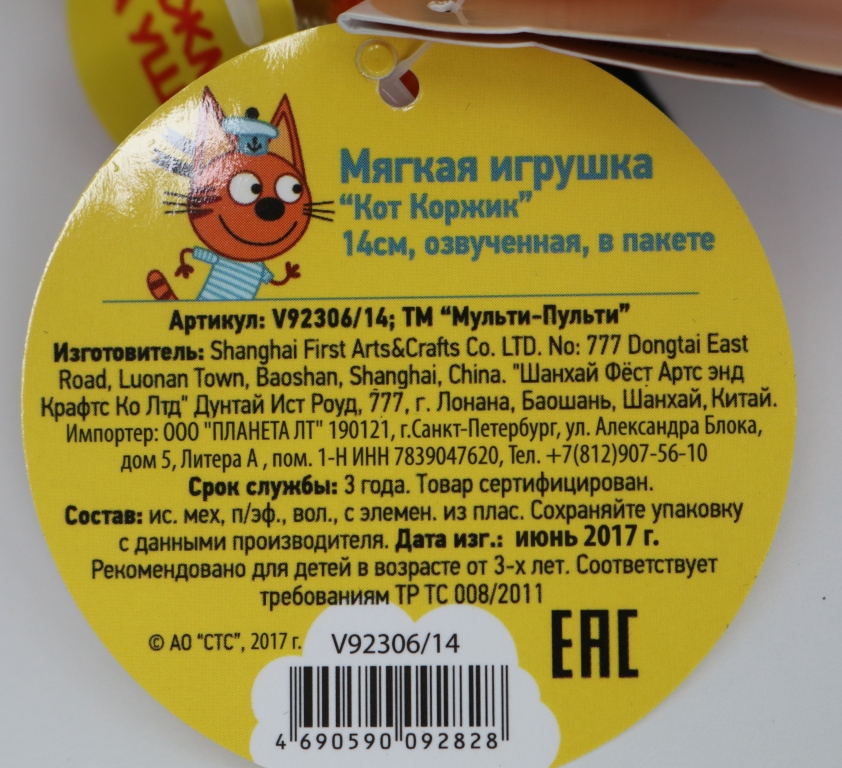 УШ
ЖИ
Мягкая игрушка
“Кот Коржик”
14см, озвученная, в пакете
Артикул: V92306/14; ТМ “Мульти-Пульти”
Изготовитель: Shanghai First Arts&Crafts Co. LTD. No: 777 Dongtai East
Road, Luonan Town, Baoshan, Shanghai, China. "Шанхай Фёст Артс энд
Крафтс Ко Лтд" Дунтай Ист Роуд, 777, г. Лонана, Баошань, Шанхай, Китай.
Импортер: ООО "ПЛАНЕТА ЛТ" 190121, г.Санкт-Петербург, ул. Александра Блока,
дом 5, Литера А , пом. 1-Н ИНН 7839047620, Тел. +7(812)907-56-10
Срок службы: 3 года. Товар сертифицирован.
Состав: ис. мех, п/эф., вол., с элемен. из плас. Сохраняйте упаковку
с данными производителя. Дата изг.: июнь 2017 г.
Рекомендовано для детей в возрасте от 3-х лет. Соответствует
требованиям ТР ТС 008/2011
© АО “СТС”, 2017 г.
V92306/14
EAC
4 690590 092828